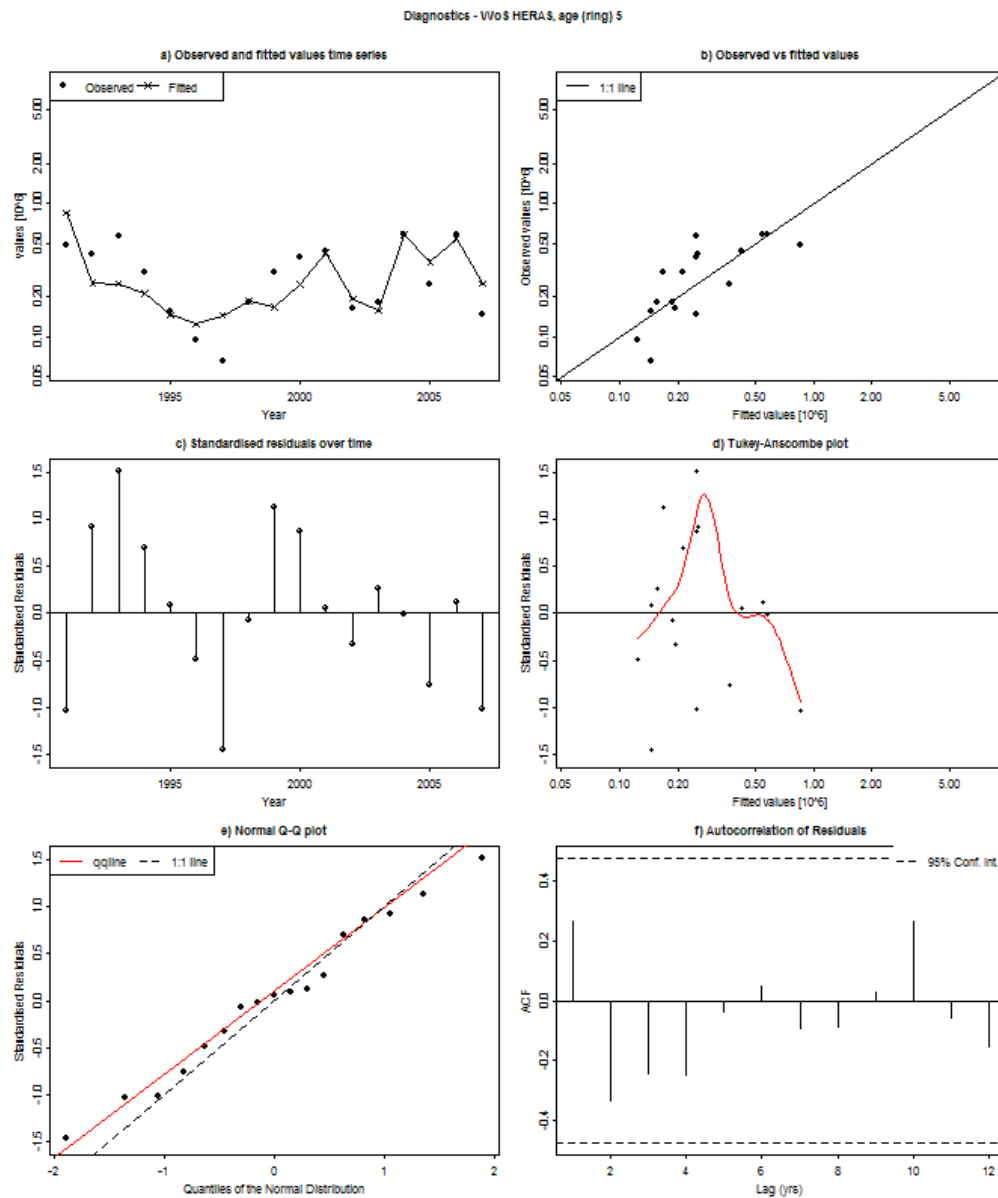 Diagnostics - WoS HERAS, age (ring) 5
a) Observed and fitted values time series
Observed Fitted
values [10^6]
0.05 0.10 0.20 0.50 1.00 2.00 5.00
1995 2000 2005
Year
b) Observed vs fitted values
1:1 line
Observed values [10^6]
0.05 0.10 0.20 0.50 1.00 2.00 5.00
0.05 0.10 0.20 0.50 1.00 2.00 5.00
Fitted values [10^6]
c) Standardised residuals over time
Standardised Residuals
-1.5 -1.0 -0.5 0.0 0.5 1.0 1.5
1995 2000 2005
Year
d) Tukey-Anscombe plot
Standardised Residuals
-1.5 -1.0 -0.5 0.0 0.5 1.0 1.5
0.05 0.10 0.20 0.50 1.00 2.00 5.00
Fitted values [10^6]
e) Normal Q-Q plot
qqline 1:1 line
Standardised Residuals
-1.5 -1.0 -0.5 0.0 0.5 1.0 1.5
-2 -1 0 1 2
Quantiles of the Normal Distribution
f) Autocorrelation of Residuals
95% Conf. Int.
ACF
-0.4 -0.2 0.0 0.2 0.4
2 4 6 8 10 12
Lag (yrs)